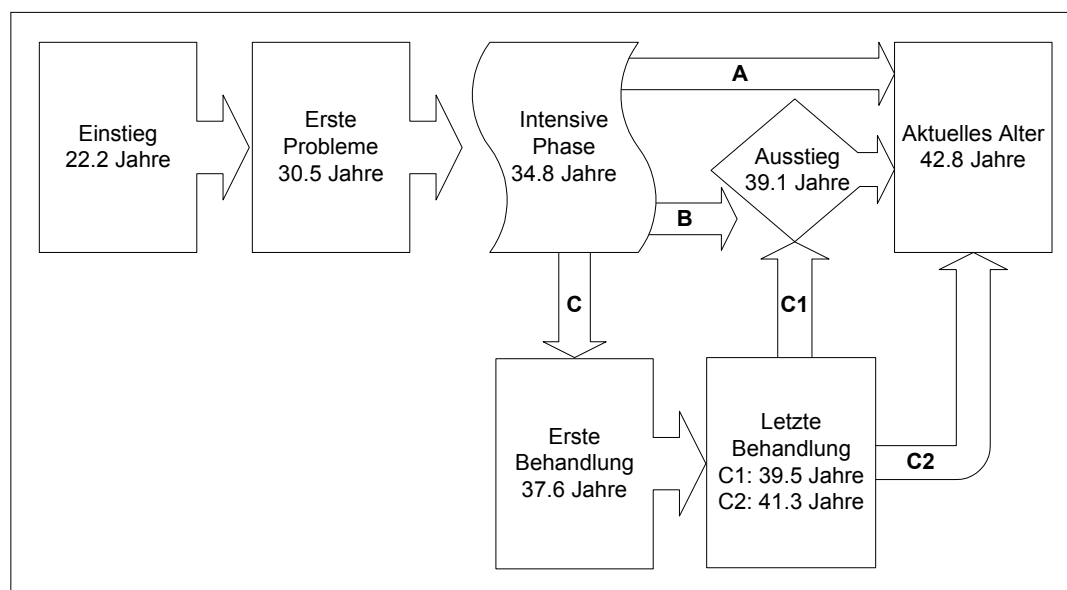 Einstieg
22.2 Jahre
Erste
Probleme
30.5 Jahre
Intensive
Phase
34.8 Jahre
A
B
Ausstieg
39.1 Jahre
Aktuelles Alter
42.8 Jahre
C
C1
Erste
Behandlung
37.6 Jahre
Letzte
Behandlung
C1: 39.5 Jahre
C2: 41.3 Jahre
C2